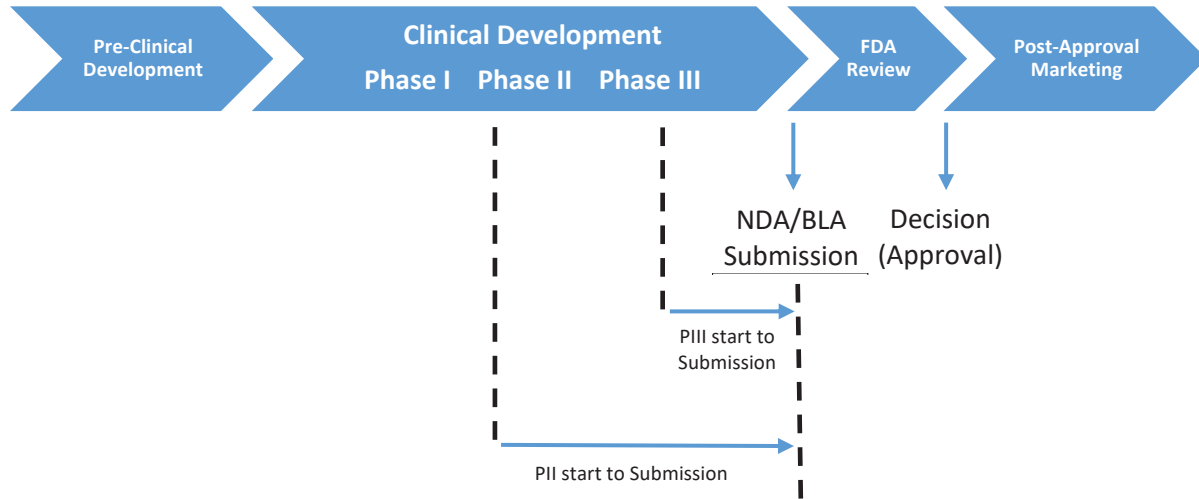 Pre-Clinical
Development
Clinical Development
Phase I Phase II Phase III
FDA
Review
Post-Approval
Marketing
NDA/BLA
Submission
Decision
(Approval)
PIII start to
Submission
PII start to Submission